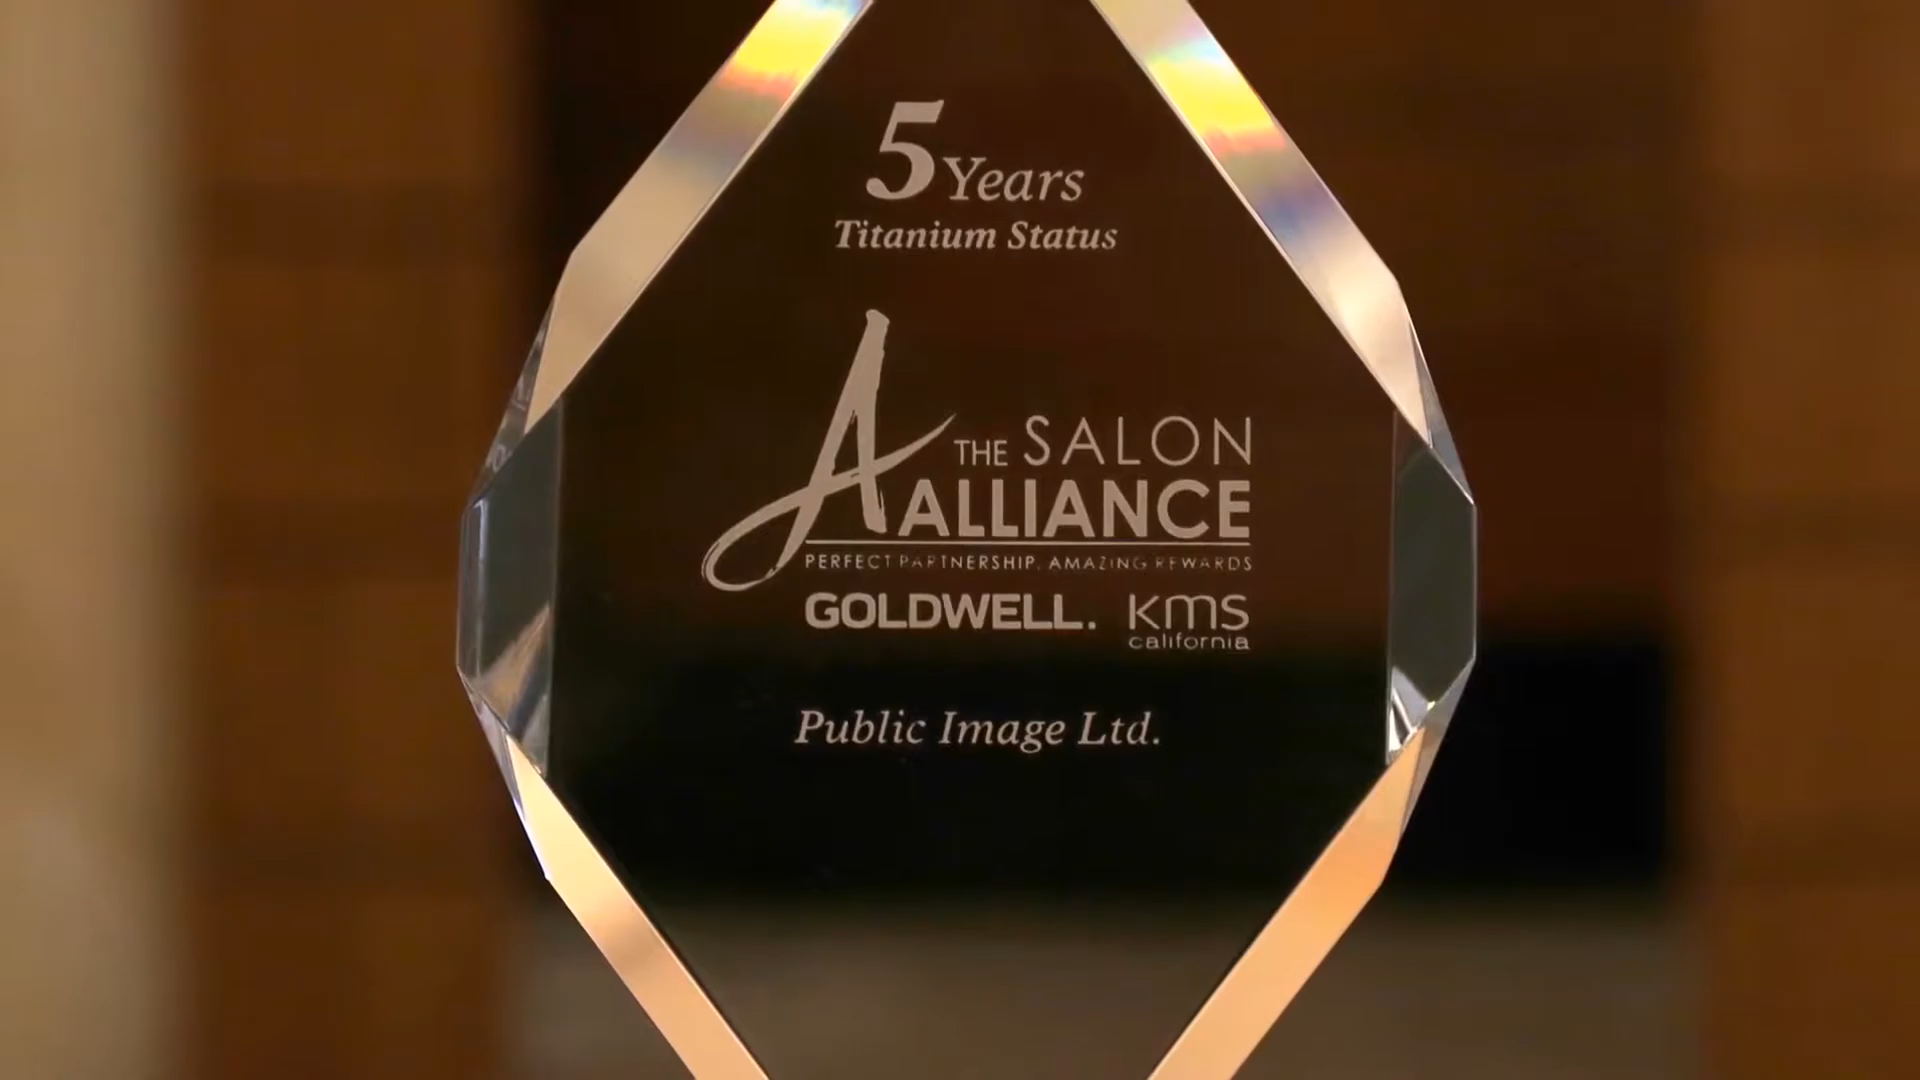 5 Years
Titanium Status
THE SALON
ALLIANCE
PERFECT PARTNERSHIP. AMAZING REWARDS
GOLDWELL. kms
california
Public Image Ltd.